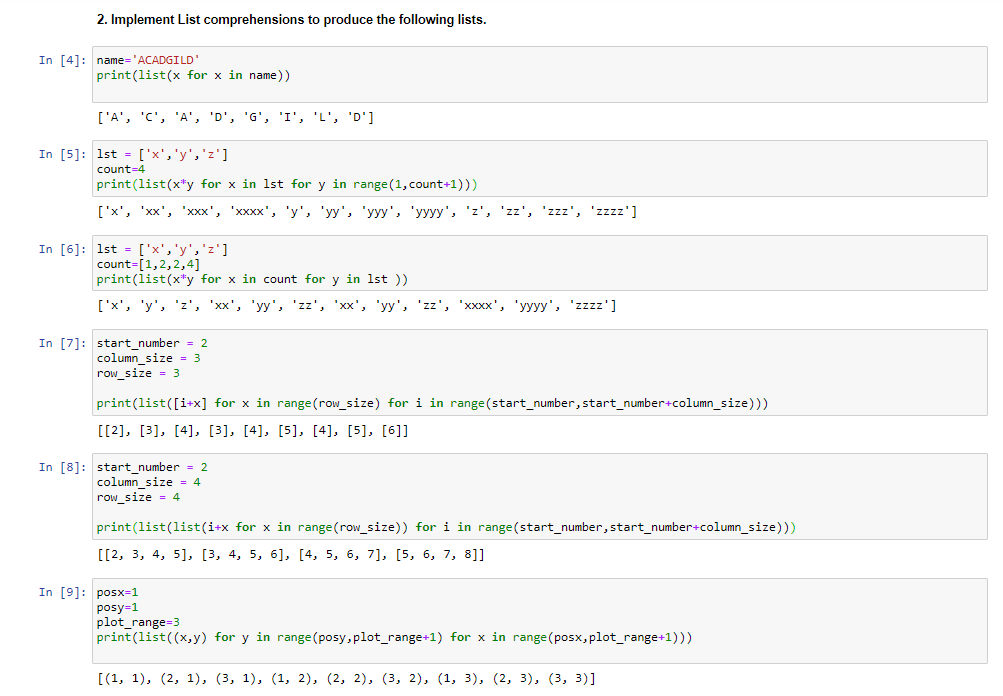 2. Implement List comprehensions to produce the following lists.
In [4]: name='ACADGILD'
print(list(x for x in name))
['A', 'C', 'A', 'D', 'G', 'I', 'L', 'D']
In [5]: lst = ['x','y','z']
count=4
print(list(x*y for x in lst for y in range(1,count+1)))
['x', 'xx', 'xxx', 'xxxx', 'y', 'yy', 'yyy', 'yyyy', 'z', 'zz', 'zzz', 'zzzz']
In [6]: lst = ['x','y','z']
count=[1,2,2,4]
print(list(x*y for x in count for y in lst ))
['x', 'y', 'z', 'xx', 'yy', 'zz', 'xx', 'yy', 'zz', 'xxxx', 'yyyy', 'zzzz']
In [7]: start_number = 2
column_size = 3
row_size = 3
print(list([i+x] for x in range(row_size) for i in range(start_number,start_number+column_size)))
[[2], [3], [4], [3], [4], [5], [4], [5], [6]]
In [8]: start_number = 2
column_size = 4
row_size = 4
print(list(list(i+x for x in range(row_size)) for i in range(start_number,start_number+column_size)))
[[2, 3, 4, 5], [3, 4, 5, 6], [4, 5, 6, 7], [5, 6, 7, 8]]
In [9]: posx=1
posy=1
plot_range=3
print(list((x,y) for y in range(posy,plot_range+1) for x in range(posx,plot_range+1)))
[(1, 1), (2, 1), (3, 1), (1, 2), (2, 2), (3, 2), (1, 3), (2, 3), (3, 3)]